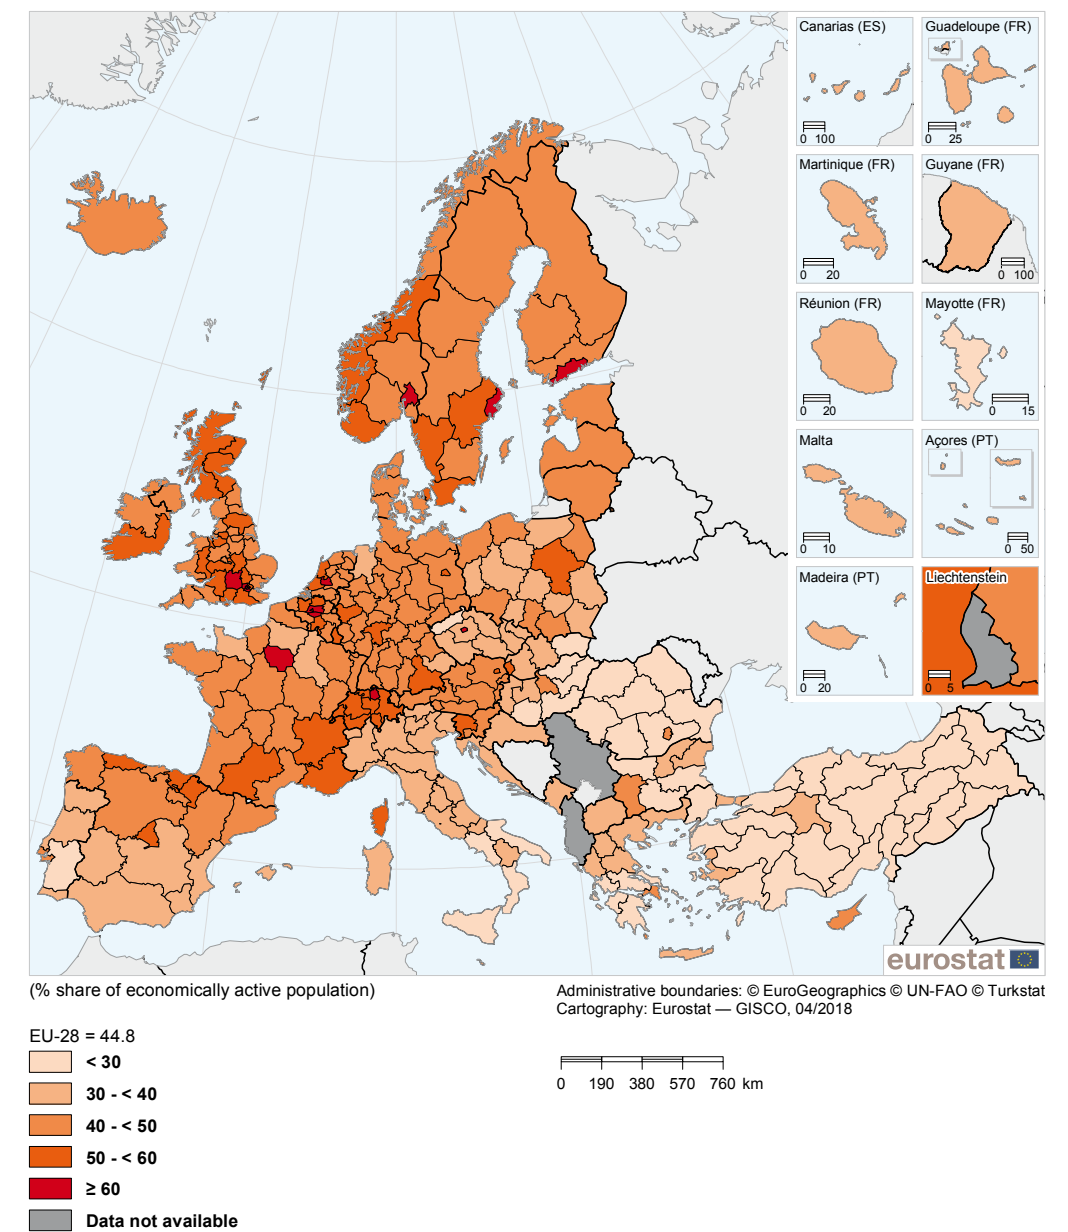 Canarias (ES)
0 100
Guadeloupe (FR)
0 25
Martinique (FR)
0 20
Guyane (FR)
0 100
Réunion (FR)
0 20
Mayotte (FR)
0 15
Malta
0 10
Açores (PT)
0 50
Madeira (PT)
0 20
Liechtenstein
0 5
eurostat
(% share of economically active population)
Administrative boundaries: © EuroGeographics © UN-FAO © Turkstat
Cartography: Eurostat — GISCO, 04/2018
EU-28 = 44.8
< 30
30 - < 40
40 - < 50
50 - < 60
≥ 60
Data not available
0 190 380 570 760 km